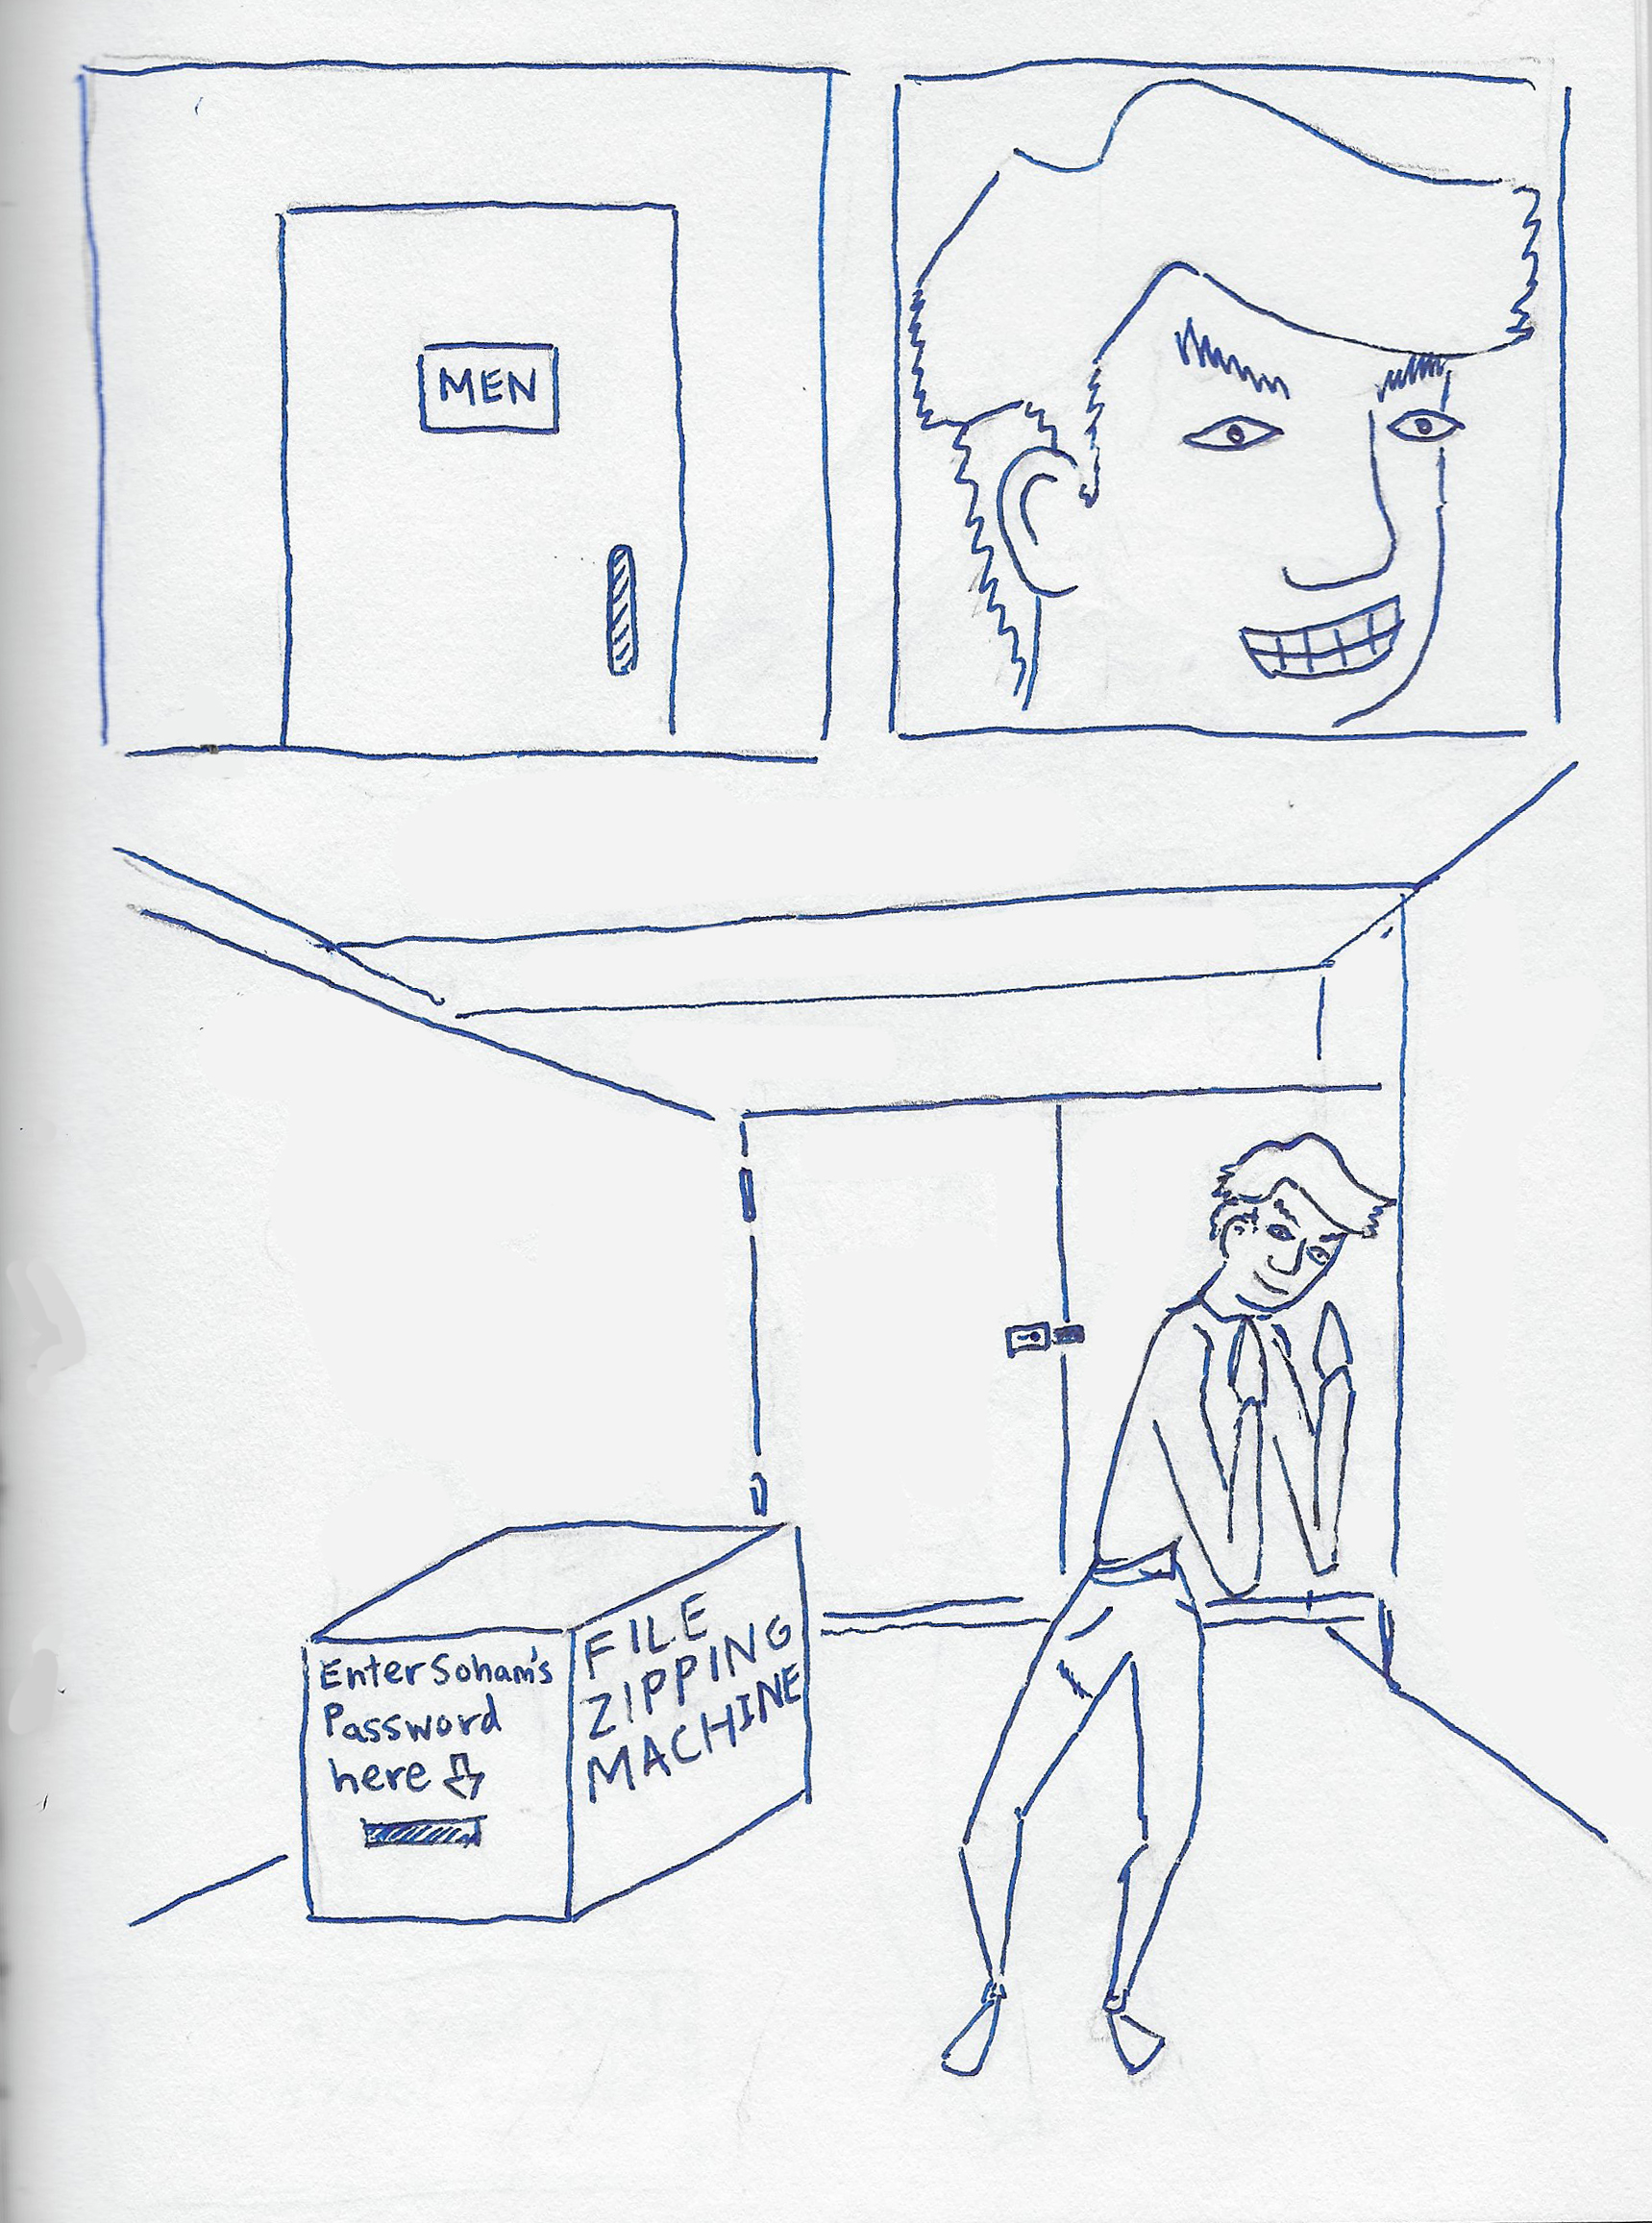 MEN
Enter Soham's
Password
here
FILE
ZIPPING
MACHINE